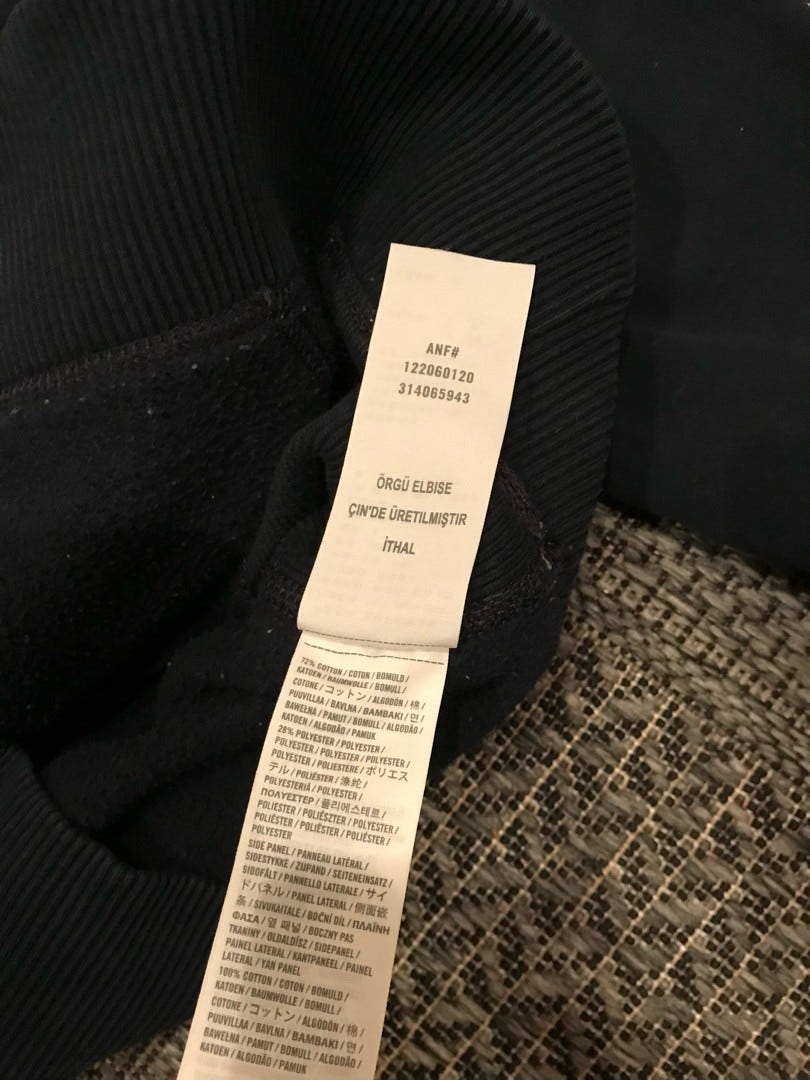 ANF#
122060120
314065943
ÖRGÜ ELBISE
ÇIN'DE ÜRETILMIŞTIR
İTHAL
72% COTTON / COTON / BOMULD /
KATOEN / BAUMWOLLE / BOMULL /
COTONE / コットン / ALGODÓN / 棉 /
PUUVILLAA / BAVLNA / BAMBAKI / 면 /
BAWEŁNA / PAMUT / BOMULL / ALGODÃO /
KATOEN / ALGODÃO / PAMUK
28% POLYESTER / POLYESTER /
POLYESTER / POLYESTER / POLYESTER /
POLYESTER / POLIESTERE / ポリエス
テル / POLIÉSTER / 涤纶 /
POLYESTERIÄ / POLYESTER /
ΠΟΛΥΕΣΤΕΡ / 폴리에스테르 /
POLIESTER / POLIÉSZTER / POLYESTER /
POLIÉSTER / POLIËSTER / POLIÉSTER /
POLYESTER
SIDE PANEL / PANNEAU LATÉRAL /
SIDESTYKKE / ZIJPAND / SEITENEINSATZ /
SIDOFÄLT / PANNELLO LATERALE / サイ
ドパネル / PANEL LATERAL / 侧面嵌
条 / SIVUKAITALE / BOČNÍ DÍL / ΠΛΑΪΝΗ
ΦΑΣΑ / 옆 패널 / BOCZNY PAS
TKANINY / OLDALDÍSZ / SIDEPANEL /
PAINEL LATERAL / KANTPANEEL / PAINEL
LATERAL / YAN PANEL
100% COTTON / COTON / BOMULD /
KATOEN / BAUMWOLLE / BOMULL /
COTONE / コットン / ALGODÓN / 棉 /
PUUVILLAA / BAVLNA / BAMBAKI / 면 /
BAWEŁNA / PAMUT / BOMULL / ALGODÃO /
KATOEN / ALGODÃO / PAMUK